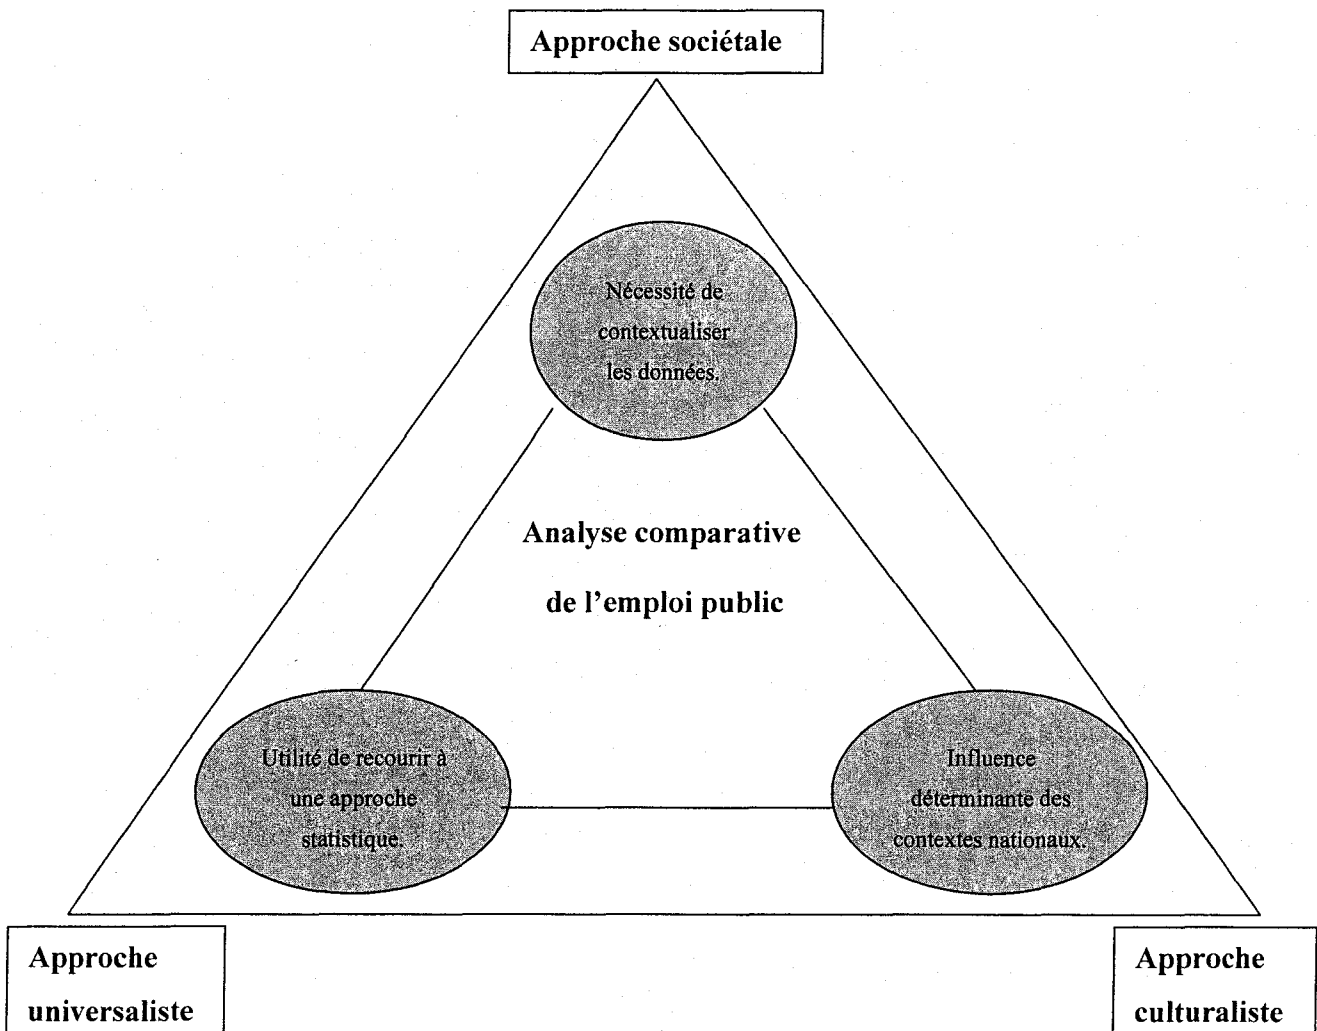 Approche sociétale
Nécessité de
contextualiser
les données.
Analyse comparative
de l'emploi public
Utilité de recourir à
une approche
statistique.
Influence
déterminante des
contextes nationaux.
Approche
universaliste
Approche
culturaliste